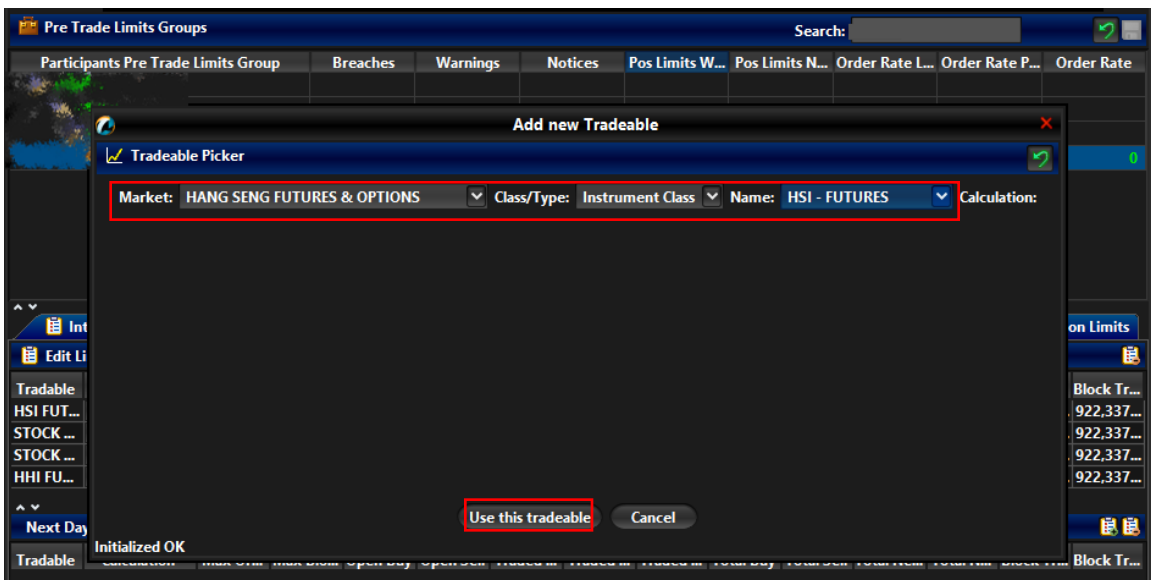 Pre Trade Limits Groups Search:
Participants Pre Trade Limits Group Breaches Warnings Notices Pos Limits W... Pos Limits N... Order Rate L... Order Rate P... Order Rate
Add new Tradeable
Tradeable Picker
0
Market: HANG SENG FUTURES & OPTIONS Class/Type: Instrument Class Name: HSI - FUTURES Calculation:
Int on Limits
Edit Li
Tradable Block Tr...
HSI FUT... 922,337...
STOCK ... 922,337...
STOCK ... 922,337...
HHI FU... 922,337...
Use this tradeable Cancel
Next Day
Initialized OK
Tradable Block Tr...